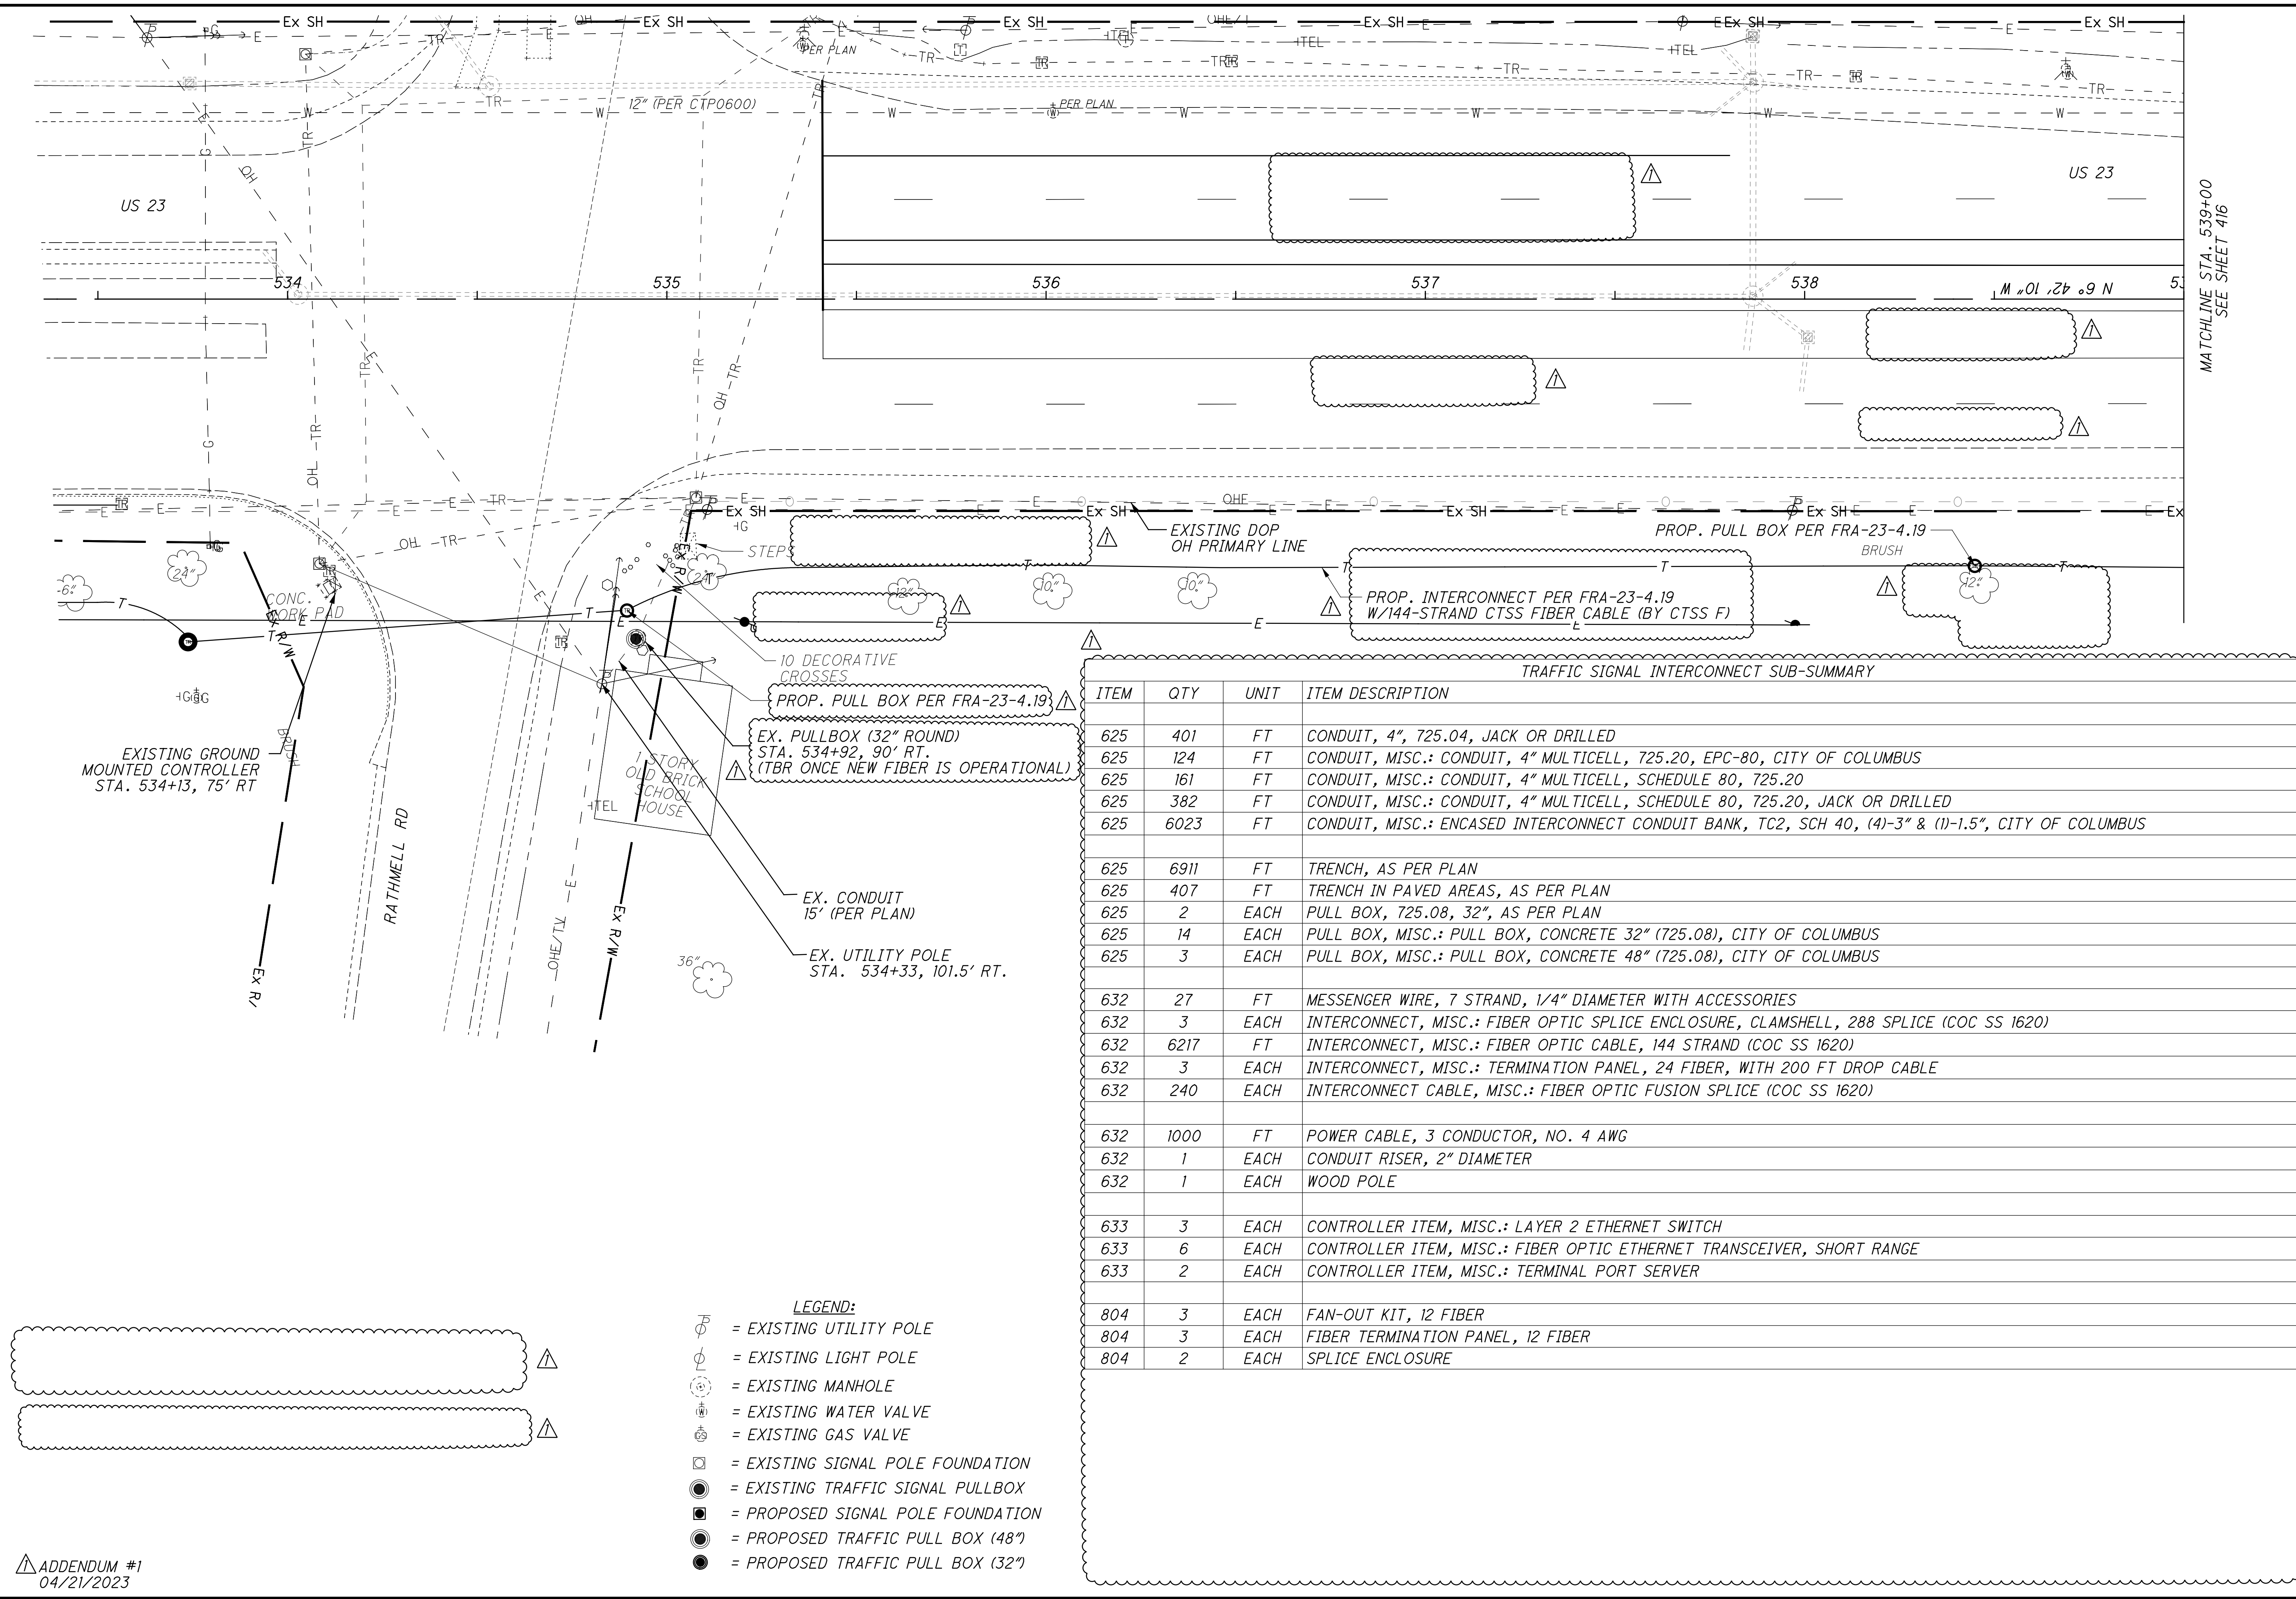 Ex SH
Ex SH
Ex SH
Ex SH
Ex SH
Ex SH
PER PLAN
12" (PER CTP0600)
PER PLAN
US 23
US 23
534
535
536
537
538
N 6° 42' 10" W
MATCHLINE STA. 539+00
SEE SHEET 416
Ex SH
Ex SH
Ex SH
Ex SH
EXISTING DOP
OH PRIMARY LINE
PROP. PULL BOX PER FRA-23-4.19
BRUSH
STEPS
24"
24"
12"
10"
10"
12"
CONC.
WORK PAD
PROP. INTERCONNECT PER FRA-23-4.19
W/144-STRAND CTSS FIBER CABLE (BY CTSS F)
Ex R/W
Ex R/W
10 DECORATIVE
CROSSES
PROP. PULL BOX PER FRA-23-4.19
EX. PULLBOX (32" ROUND)
STA. 534+92, 90' RT.
(TBR ONCE NEW FIBER IS OPERATIONAL)
EXISTING GROUND
MOUNTED CONTROLLER
STA. 534+13, 75' RT
BRUSH
1 STORY
OLD BRICK
SCHOOL
HOUSE
RATHMELL RD
EX. CONDUIT
15' (PER PLAN)
EX. UTILITY POLE
STA. 534+33, 101.5' RT.
OHE/TV
Ex R/W
Ex R/
36"
TRAFFIC SIGNAL INTERCONNECT SUB-SUMMARY
ITEM QTY UNIT ITEM DESCRIPTION
625 401 FT CONDUIT, 4", 725.04, JACK OR DRILLED
625 124 FT CONDUIT, MISC.: CONDUIT, 4" MULTICELL, 725.20, EPC-80, CITY OF COLUMBUS
625 161 FT CONDUIT, MISC.: CONDUIT, 4" MULTICELL, SCHEDULE 80, 725.20
625 382 FT CONDUIT, MISC.: CONDUIT, 4" MULTICELL, SCHEDULE 80, 725.20, JACK OR DRILLED
625 6023 FT CONDUIT, MISC.: ENCASED INTERCONNECT CONDUIT BANK, TC2, SCH 40, (4)-3" & (1)-1.5", CITY OF COLUMBUS
625 6911 FT TRENCH, AS PER PLAN
625 407 FT TRENCH IN PAVED AREAS, AS PER PLAN
625 2 EACH PULL BOX, 725.08, 32", AS PER PLAN
625 14 EACH PULL BOX, MISC.: PULL BOX, CONCRETE 32" (725.08), CITY OF COLUMBUS
625 3 EACH PULL BOX, MISC.: PULL BOX, CONCRETE 48" (725.08), CITY OF COLUMBUS
632 27 FT MESSENGER WIRE, 7 STRAND, 1/4" DIAMETER WITH ACCESSORIES
632 3 EACH INTERCONNECT, MISC.: FIBER OPTIC SPLICE ENCLOSURE, CLAMSHELL, 288 SPLICE (COC SS 1620)
632 6217 FT INTERCONNECT, MISC.: FIBER OPTIC CABLE, 144 STRAND (COC SS 1620)
632 3 EACH INTERCONNECT, MISC.: TERMINATION PANEL, 24 FIBER, WITH 200 FT DROP CABLE
632 240 EACH INTERCONNECT CABLE, MISC.: FIBER OPTIC FUSION SPLICE (COC SS 1620)
632 1000 FT POWER CABLE, 3 CONDUCTOR, NO. 4 AWG
632 1 EACH CONDUIT RISER, 2" DIAMETER
632 1 EACH WOOD POLE
633 3 EACH CONTROLLER ITEM, MISC.: LAYER 2 ETHERNET SWITCH
633 6 EACH CONTROLLER ITEM, MISC.: FIBER OPTIC ETHERNET TRANSCEIVER, SHORT RANGE
633 2 EACH CONTROLLER ITEM, MISC.: TERMINAL PORT SERVER
804 3 EACH FAN-OUT KIT, 12 FIBER
804 3 EACH FIBER TERMINATION PANEL, 12 FIBER
804 2 EACH SPLICE ENCLOSURE
LEGEND:
= EXISTING UTILITY POLE
= EXISTING LIGHT POLE
= EXISTING MANHOLE
= EXISTING WATER VALVE
= EXISTING GAS VALVE
= EXISTING SIGNAL POLE FOUNDATION
= EXISTING TRAFFIC SIGNAL PULLBOX
= PROPOSED SIGNAL POLE FOUNDATION
= PROPOSED TRAFFIC PULL BOX (48")
= PROPOSED TRAFFIC PULL BOX (32")
1 ADDENDUM #1
04/21/2023